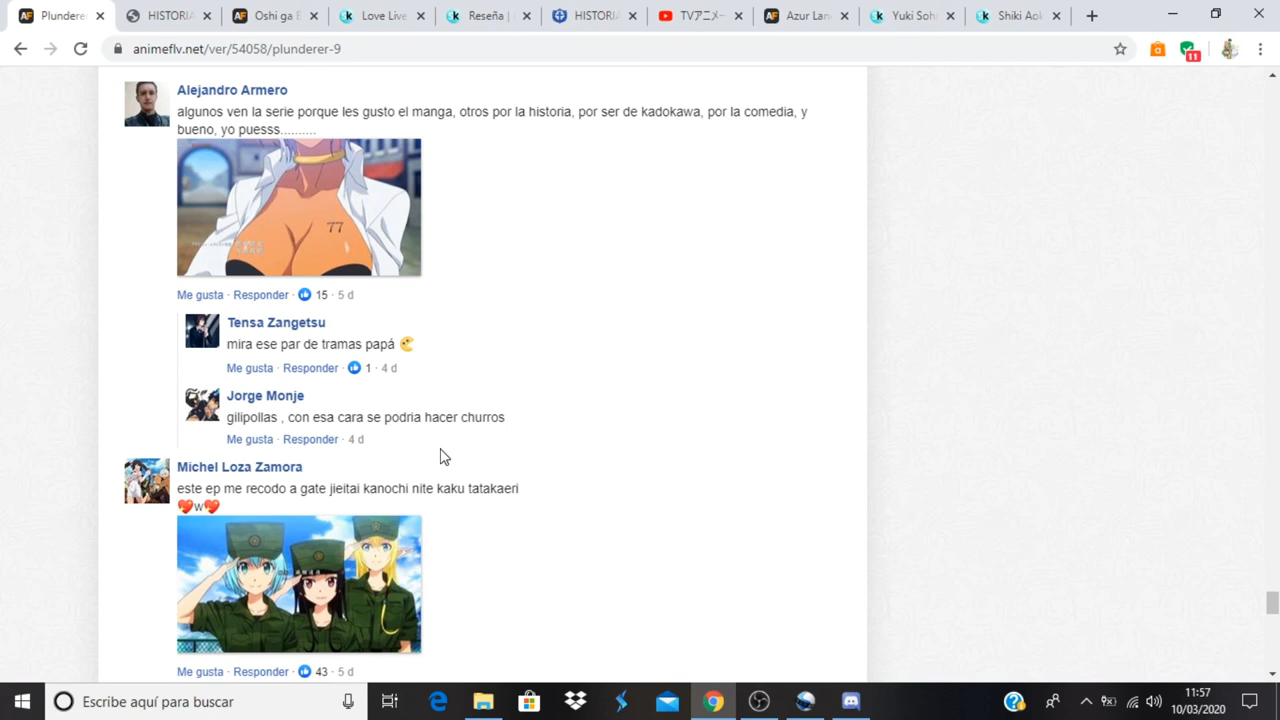 Plunderer
HISTORIA
Oshi ga B
Love Live
Reseña |
HISTORI
TVアニメー
Azur Lan
Yuki Soh
Shiki Aok
animeflv.net/ver/54058/plunderer-9
11
Alejandro Armero
algunos ven la serie porque les gusto el manga, otros por la historia, por ser de kadokawa, por la comedia, y
bueno, yo puesss..........
77
Me gusta · Responder · 15 · 5 d
Tensa Zangetsu
mira ese par de tramas papá
Me gusta · Responder · 1 · 4 d
Jorge Monje
gilipollas , con esa cara se podria hacer churros
Me gusta · Responder · 4 d
Michel Loza Zamora
este ep me recodo a gate jieitai kanochi nite kaku tatakaeri
w
Me gusta · Responder · 43 · 5 d
Escribe aquí para buscar
11:57
10/03/2020